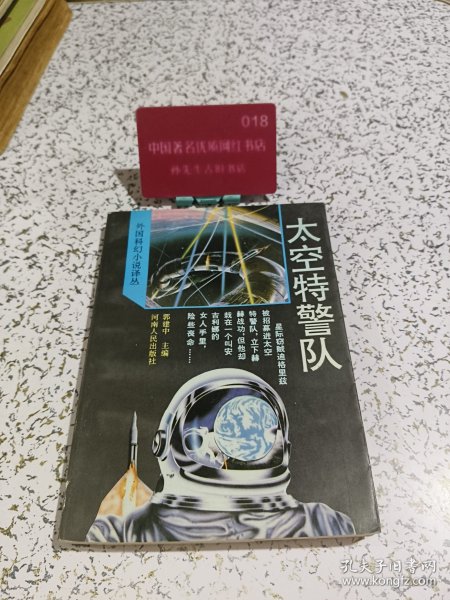 018
中国著名优质网红书店
孙先生古旧书店
外国科幻小说译丛
太空特警队
星际窃贼迪格里兹
被招募进太空
特警队,立下赫
赫战功,但他却
栽在一个叫安
吉利娜的
女人手里,
险些丧命……
郭建中 主编
河南人民出版社
孔夫子旧书网
www.kongfz.com